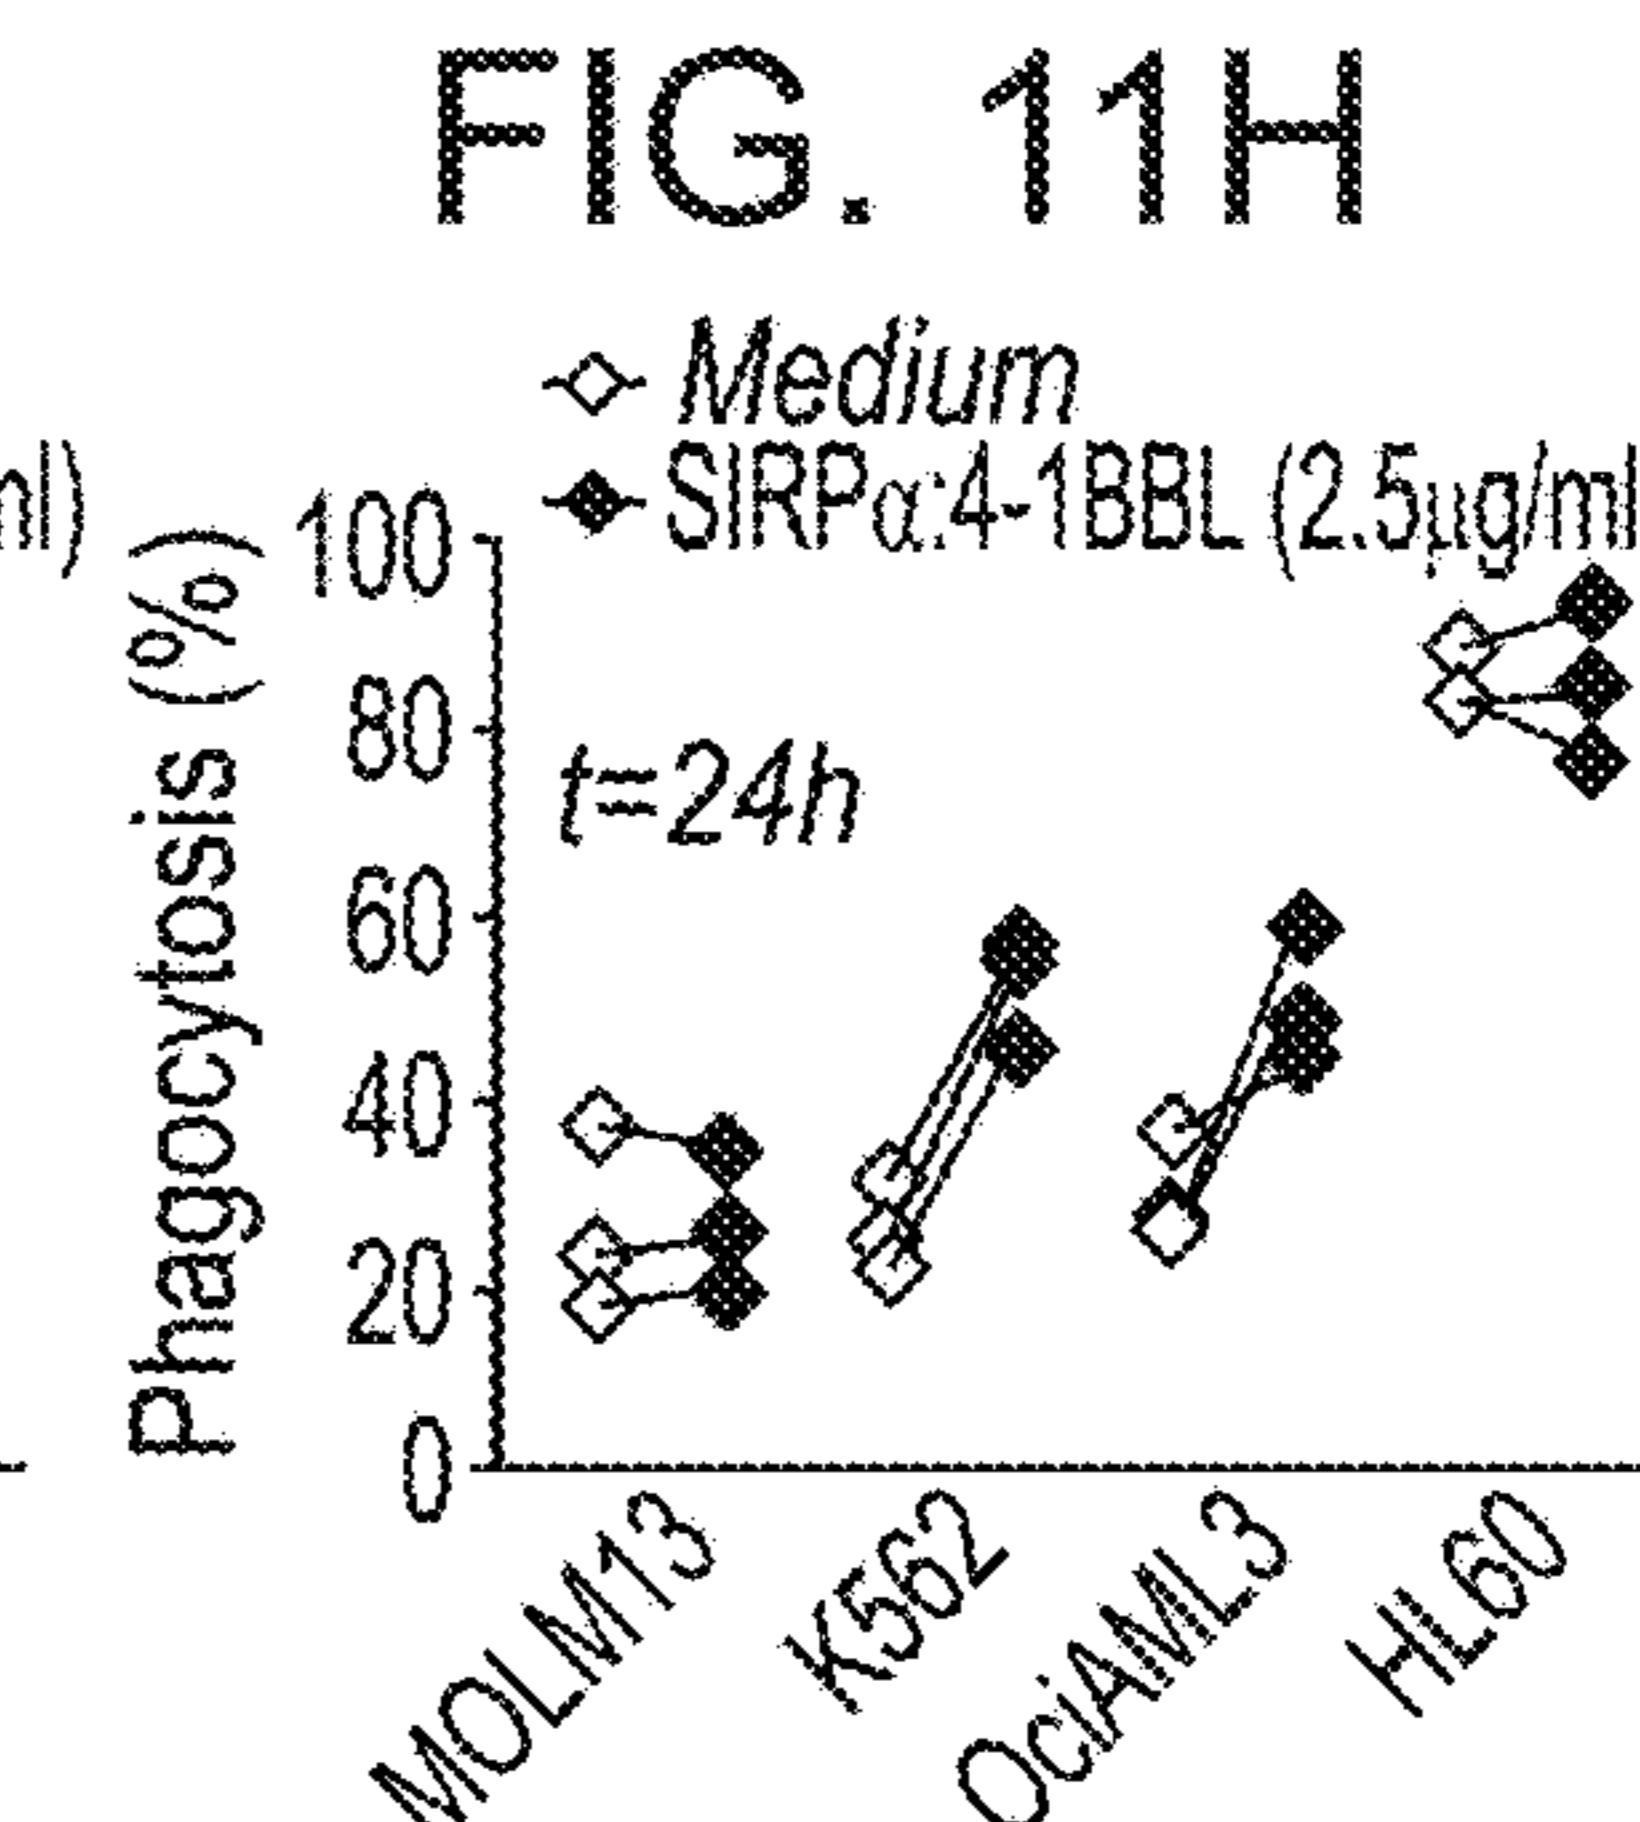 FIG. 11H
Medium
SIRPα:4-1BBL (2.5µg/ml
ml)
Phagocytosis (%)
100
80
60
40
20
0
t=24h
MOLM13
K562
OciAML3
HL60